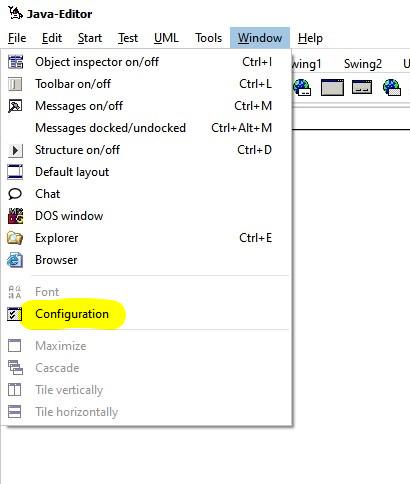 Java-Editor
File Edit Start Test UML Tools Window Help
Object inspector on/off Ctrl+I
Toolbar on/off Ctrl+L
Messages on/off Ctrl+M
Messages docked/undocked Ctrl+Alt+M
Structure on/off Ctrl+D
Default layout
Chat
DOS window
Explorer Ctrl+E
Browser
Font
Configuration
Maximize
Cascade
Tile vertically
Tile horizontally
Swing2